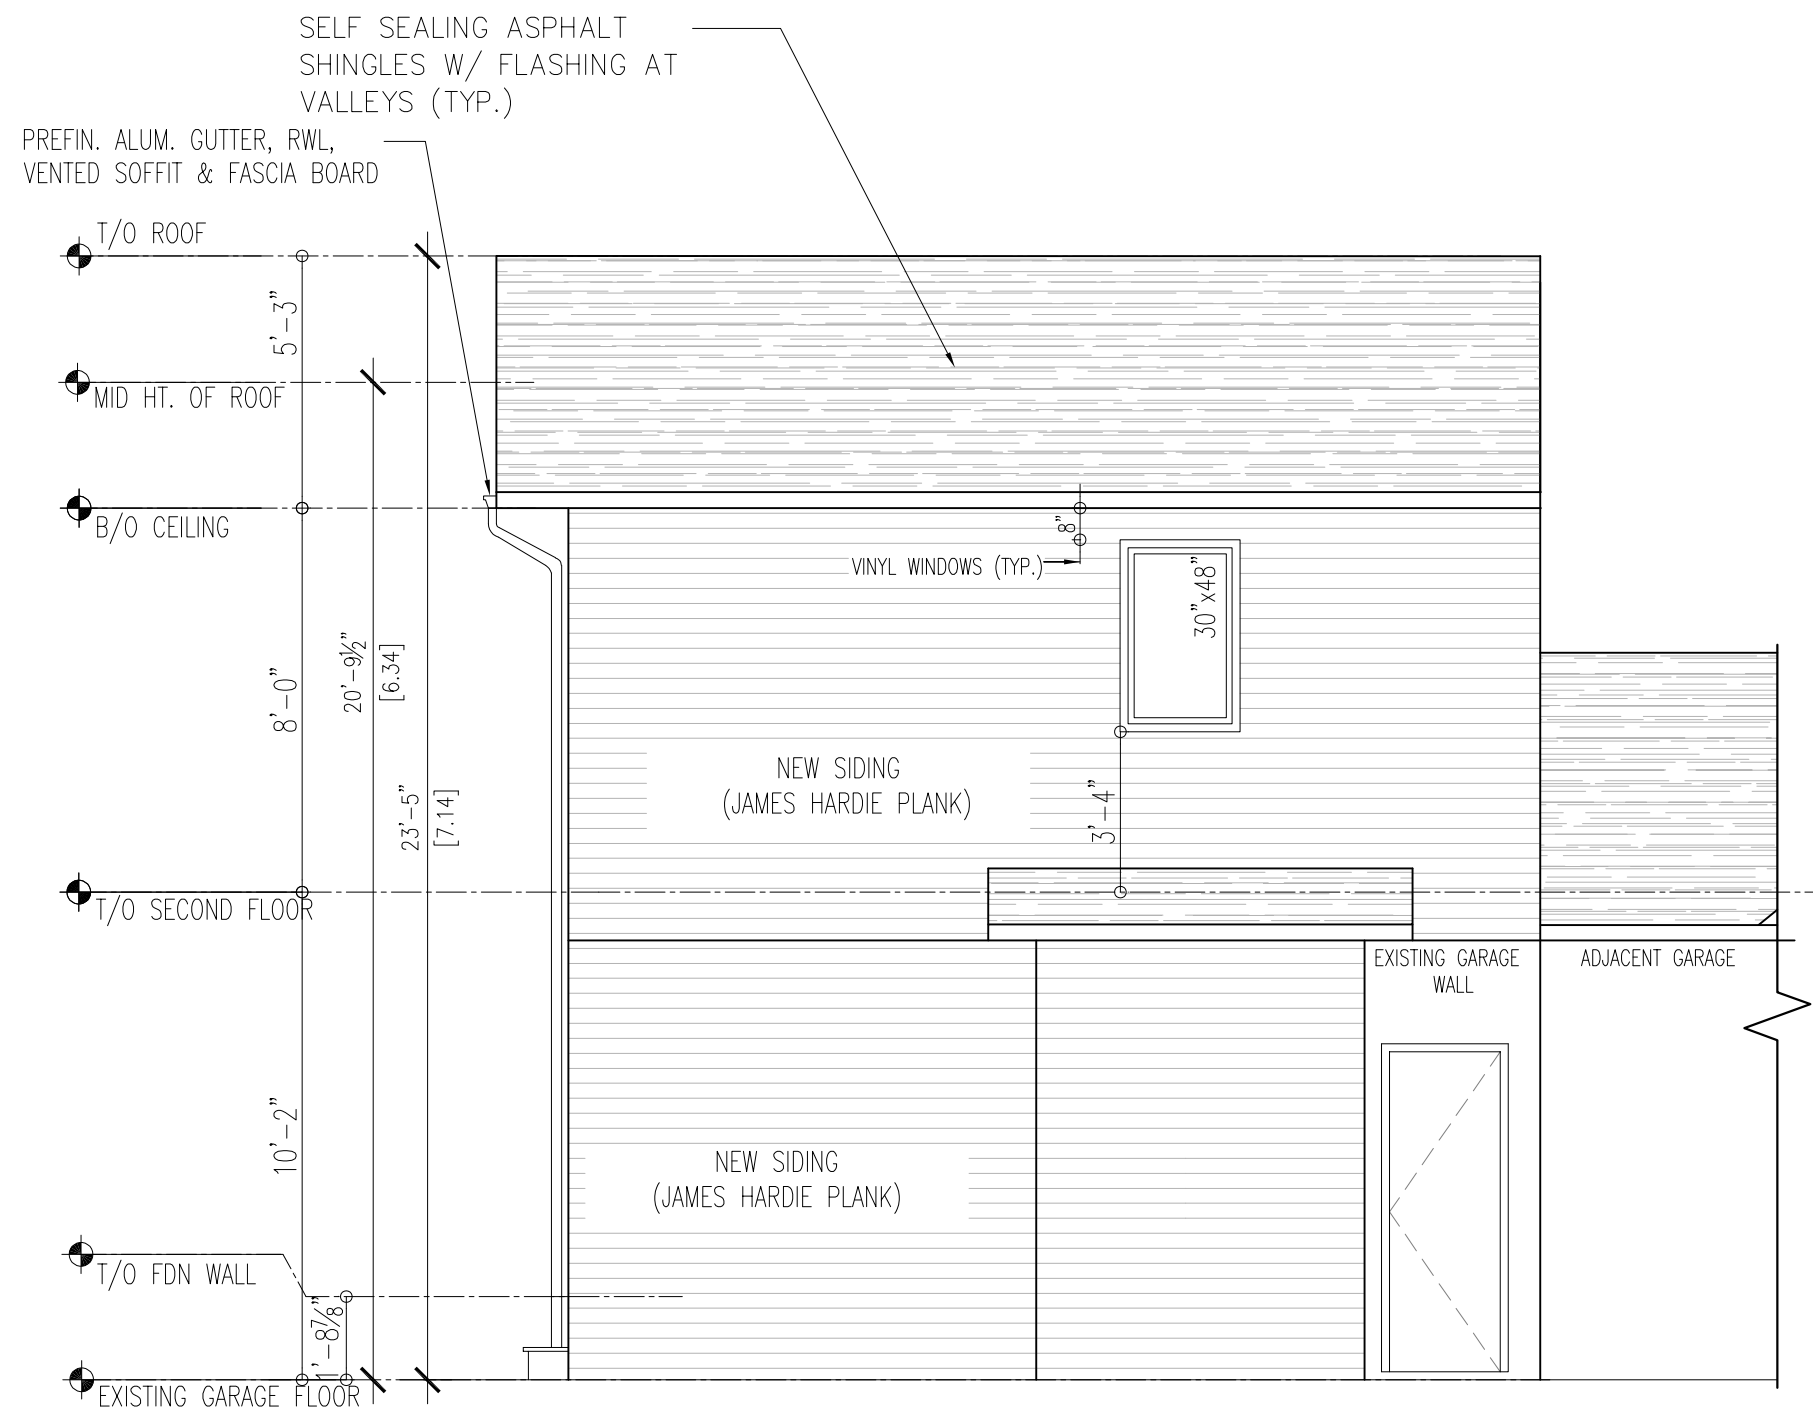 SELF SEALING ASPHALT
SHINGLES W/ FLASHING AT
VALLEYS (TYP.)
PREFIN. ALUM. GUTTER, RWL,
VENTED SOFFIT & FASCIA BOARD
T/O ROOF
5'-3"
MID HT. OF ROOF
B/O CEILING
8"
VINYL WINDOWS (TYP.)
30"x48"
20'-9½"
[6.34]
8'-0"
23'-5"
[7.14]
NEW SIDING
(JAMES HARDIE PLANK)
3'-4"
T/O SECOND FLOOR
EXISTING GARAGE
WALL
ADJACENT GARAGE
10'-2"
NEW SIDING
(JAMES HARDIE PLANK)
T/O FDN WALL
1'-8⅞"
EXISTING GARAGE FLOOR